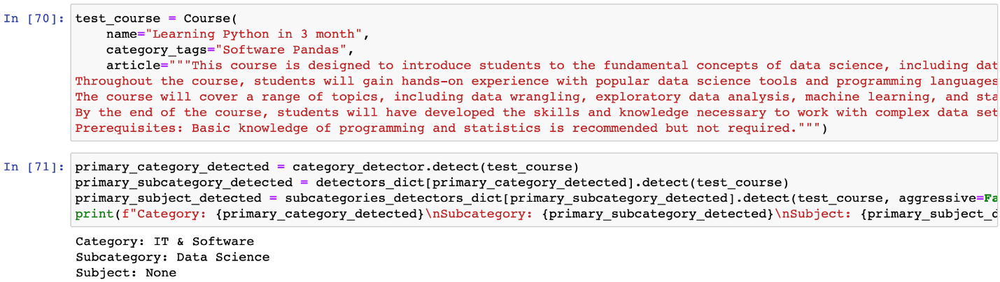 In [70]: test_course = Course(
    name="Learning Python in 3 month",
    category_tags="Software Pandas",
    article="""This course is designed to introduce students to the fundamental concepts of data science, including dat
Throughout the course, students will gain hands-on experience with popular data science tools and programming languages
The course will cover a range of topics, including data wrangling, exploratory data analysis, machine learning, and sta
By the end of the course, students will have developed the skills and knowledge necessary to work with complex data set
Prerequisites: Basic knowledge of programming and statistics is recommended but not required.""")
In [71]: primary_category_detected = category_detector.detect(test_course)
primary_subcategory_detected = detectors_dict[primary_category_detected].detect(test_course)
primary_subject_detected = subcategories_detectors_dict[primary_subcategory_detected].detect(test_course, aggressive=Fa
print(f"Category: {primary_category_detected}\nSubcategory: {primary_subcategory_detected}\nSubject: {primary_subject_d
Category: IT & Software
Subcategory: Data Science
Subject: None